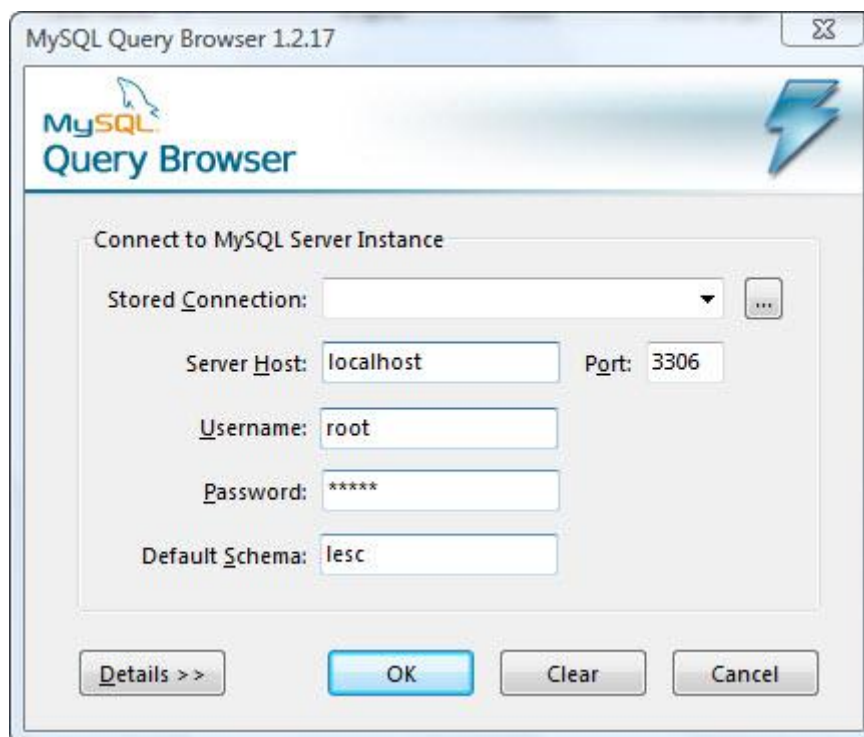 MySQL Query Browser 1.2.17
MySQL
Query Browser
Connect to MySQL Server Instance
Stored Connection:
...
Server Host: localhost Port: 3306
Username: root
Password: *****
Default Schema: lesc
Details >> OK Clear Cancel